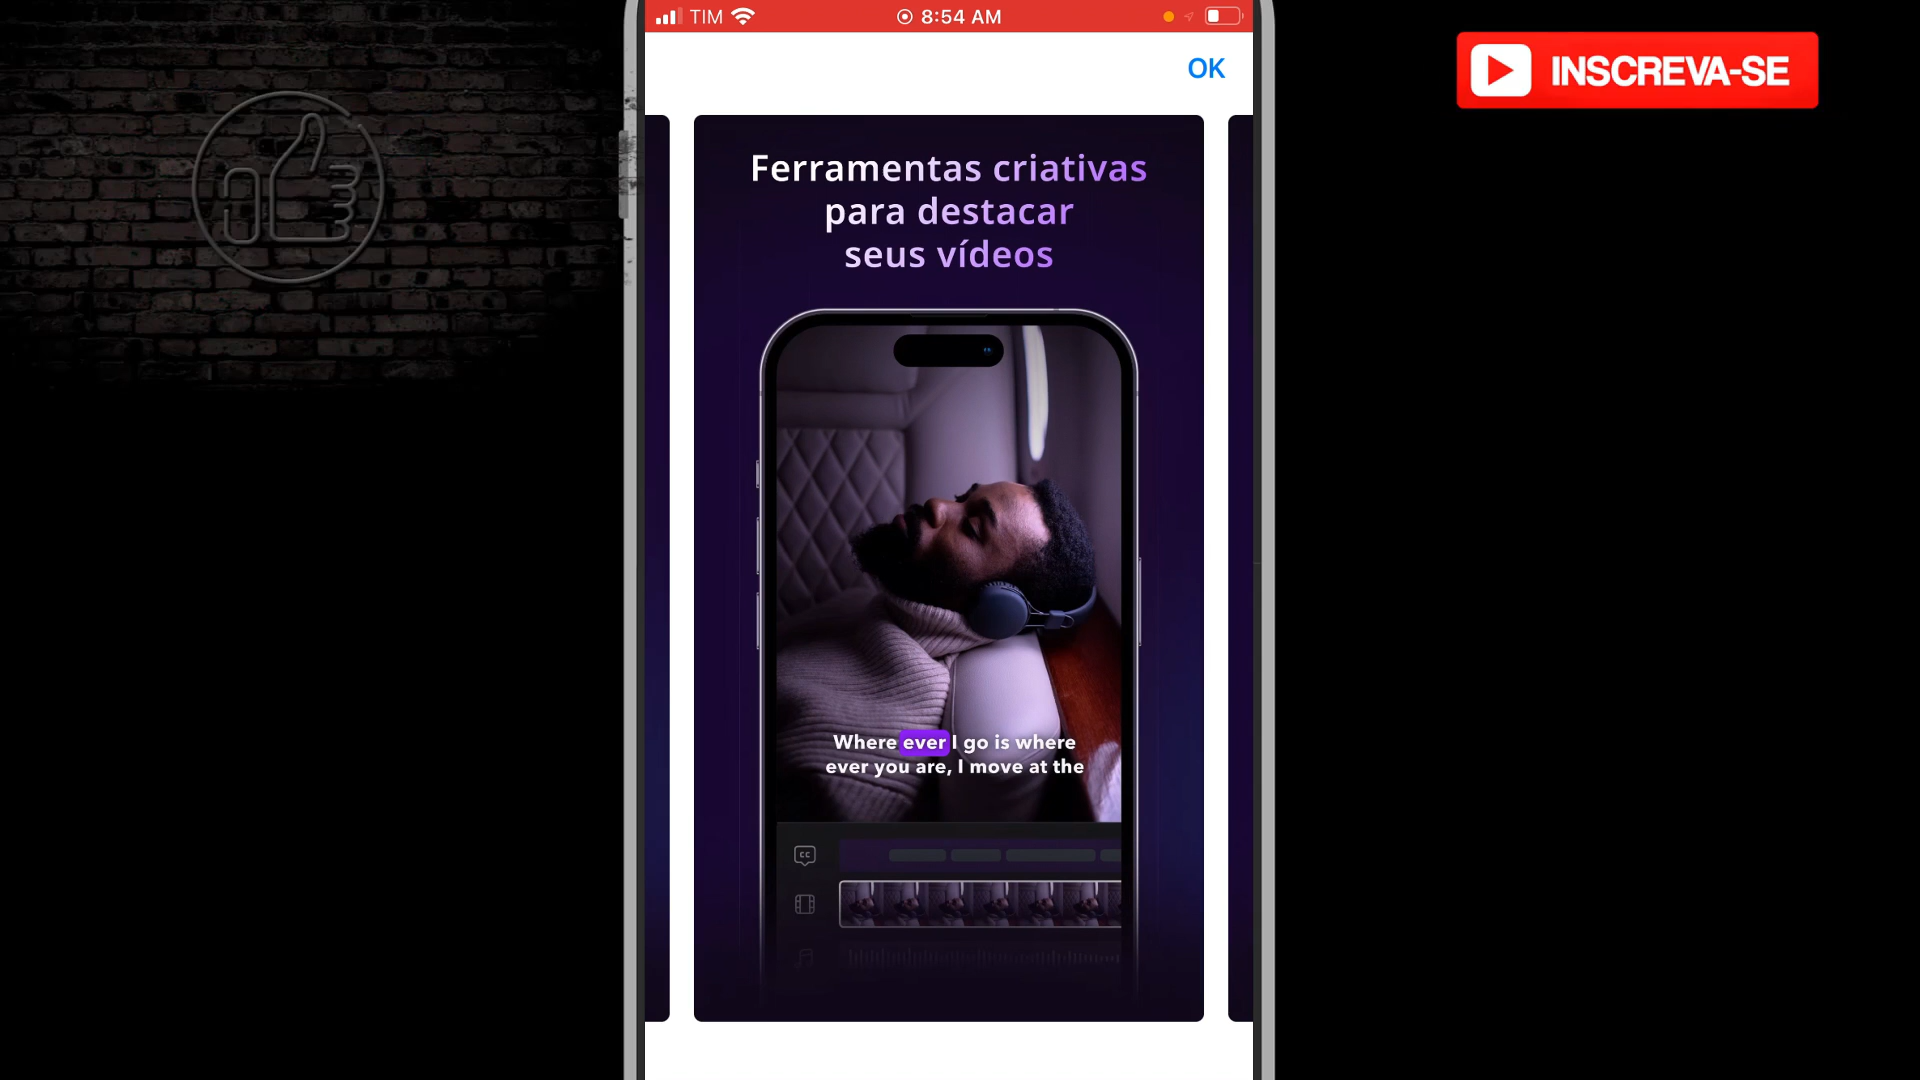 TIM
8:54 AM
INSCREVA-SE
OK
Ferramentas criativas
para destacar
seus vídeos
Where ever I go is where
ever you are, I move at the
CC